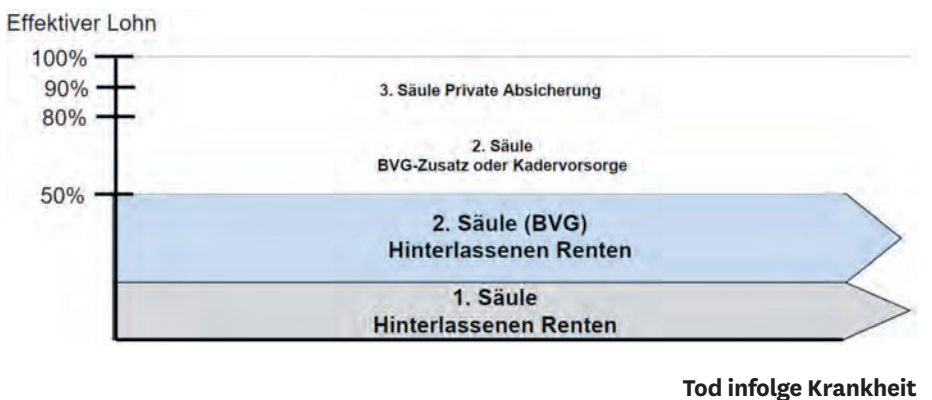 Effektiver Lohn
100%
90%
3. Säule Private Absicherung
80%
2. Säule
BVG-Zusatz oder Kadervorsorge
50%
2. Säule (BVG)
Hinterlassenen Renten
1. Säule
Hinterlassenen Renten
Tod infolge Krankheit